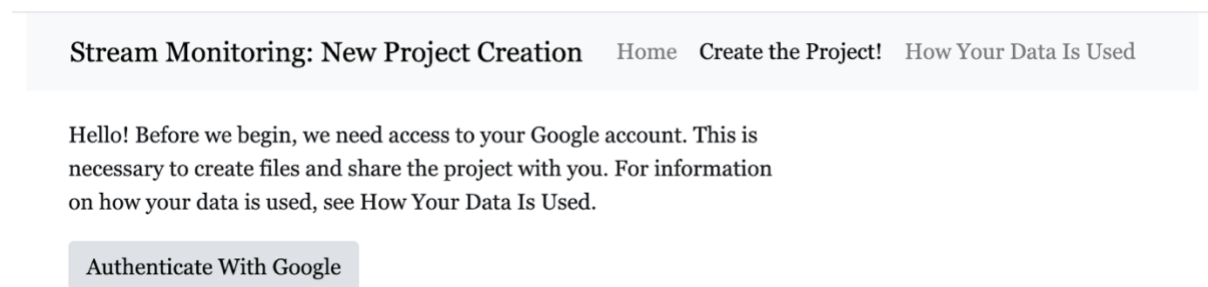 Stream Monitoring: New Project Creation Home Create the Project! How Your Data Is Used
Hello! Before we begin, we need access to your Google account. This is
necessary to create files and share the project with you. For information
on how your data is used, see How Your Data Is Used.
Authenticate With Google